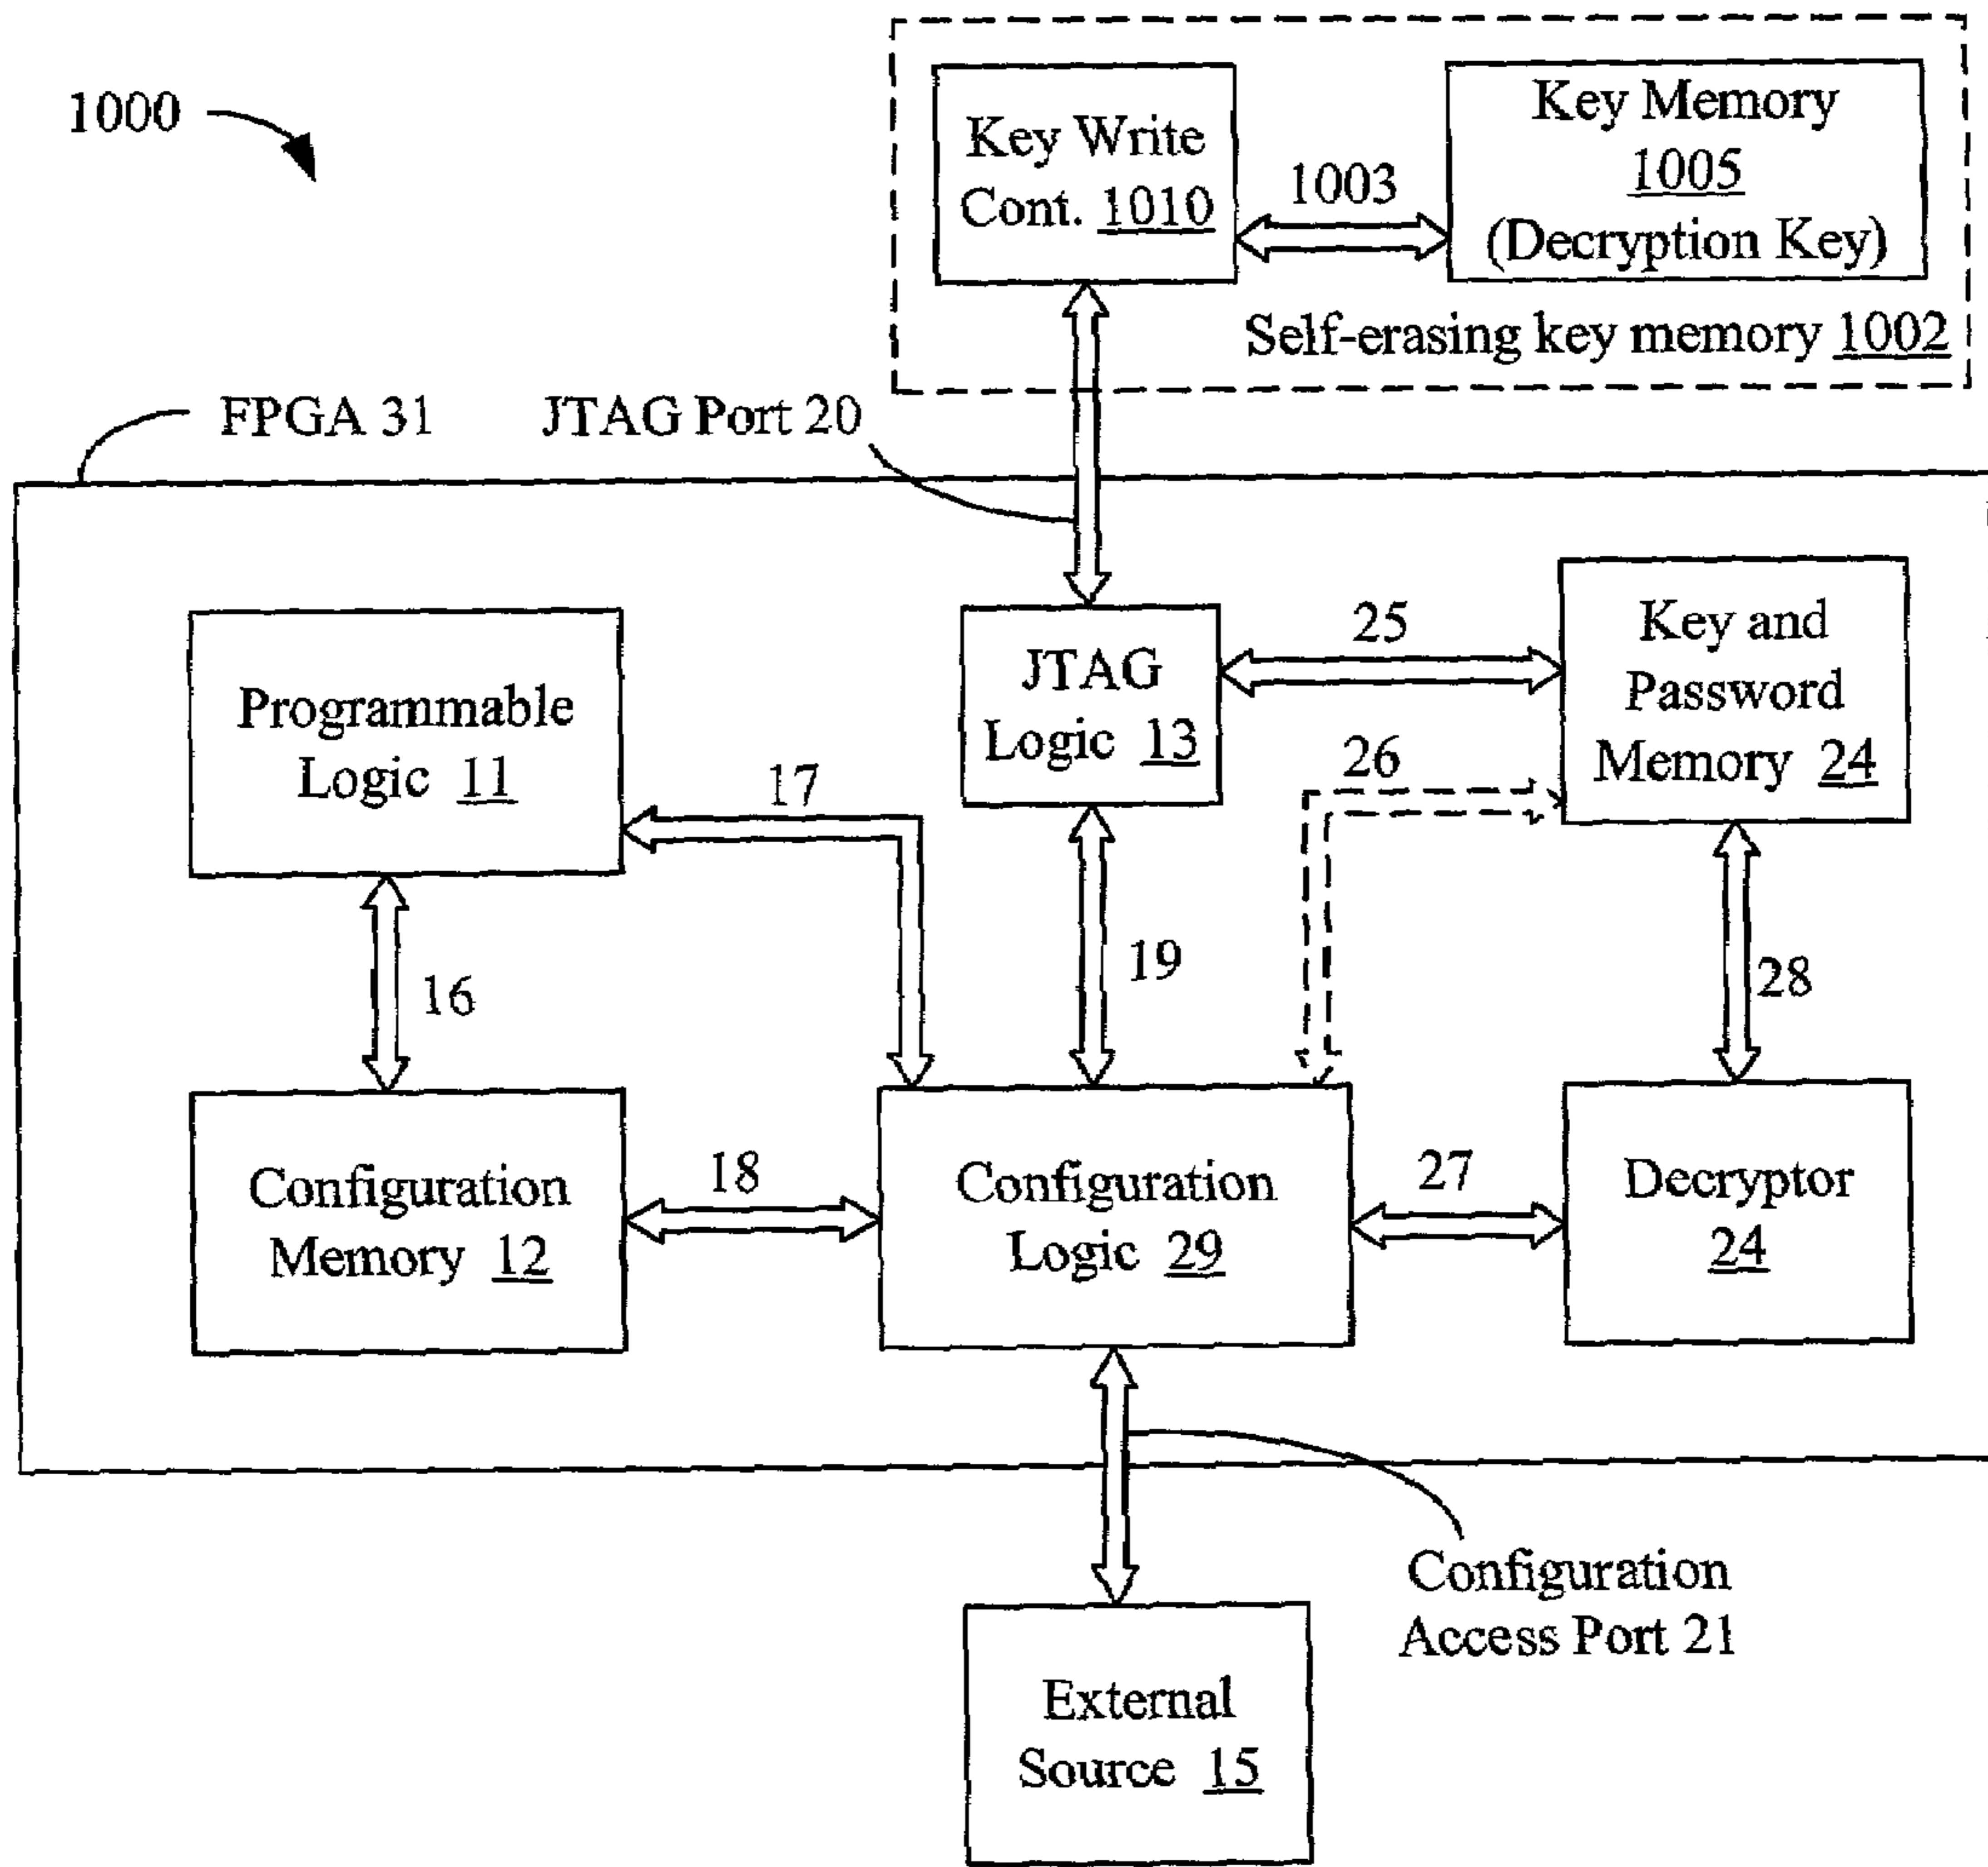 1000
Key Write
Cont. 1010
1003
Key Memory
1005
(Decryption Key)
Self-erasing key memory 1002
FPGA 31
JTAG Port 20
Programmable
Logic 11
17
JTAG
Logic 13
25
26
Key and
Password
Memory 24
16
19
28
Configuration
Memory 12
18
Configuration
Logic 29
27
Decryptor
24
Configuration
Access Port 21
External
Source 15